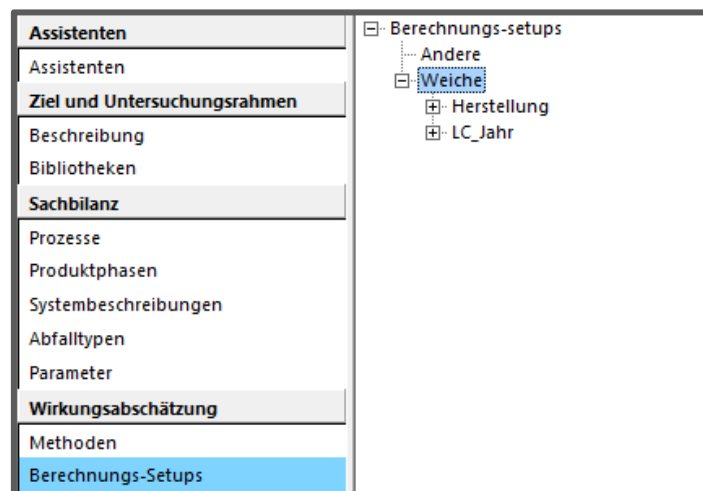 Assistenten
Assistenten
Ziel und Untersuchungsrahmen
Beschreibung
Bibliotheken
Sachbilanz
Prozesse
Produktphasen
Systembeschreibungen
Abfalltypen
Parameter
Wirkungsabschätzung
Methoden
Berechnungs-Setups
Berechnungs-setups
Andere
Weiche
Herstellung
LC_Jahr